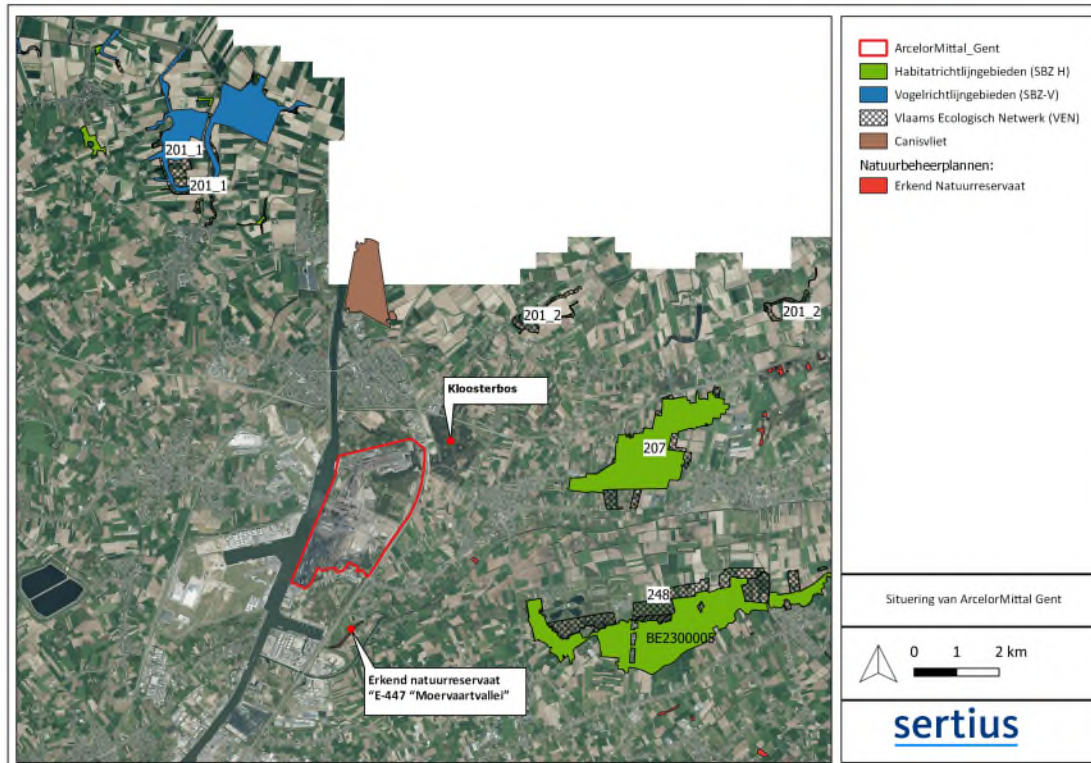 201_1
201_1
201_2
201_2
Kloosterbos
207
248
BE2300005
Erkend natuurreservaat
“E-447 “Moervaartvallei”
ArcelorMittal_Gent
Habitatrichtlijngebieden (SBZ H)
Vogelrichtlijngebieden (SBZ-V)
Vlaams Ecologisch Netwerk (VEN)
Canisvliet
Natuurbeheerplannen:
Erkend Natuurreservaat
Situering van ArcelorMittal Gent
0 1 2 km
sertius